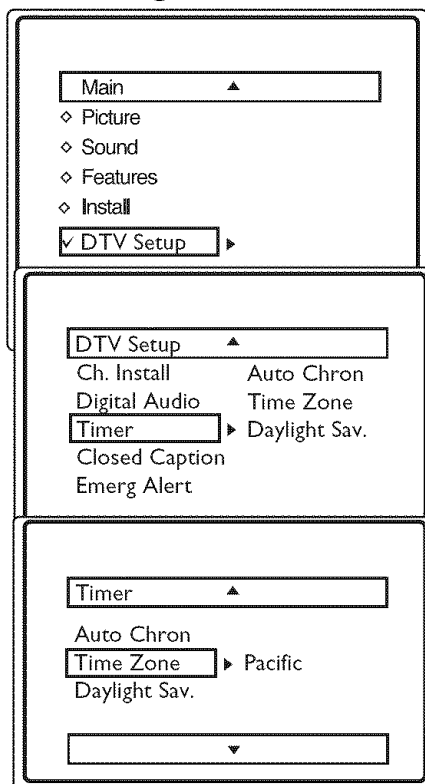 Main ▲
◇ Picture
◇ Sound
◇ Features
◇ Install
✓ DTV Setup ▶
DTV Setup ▲
Ch. Install Auto Chron
Digital Audio Time Zone
Timer ▶ Daylight Sav.
Closed Caption
Emerg Alert
Timer ▲
Auto Chron
Time Zone ▶ Pacific
Daylight Sav.
▼